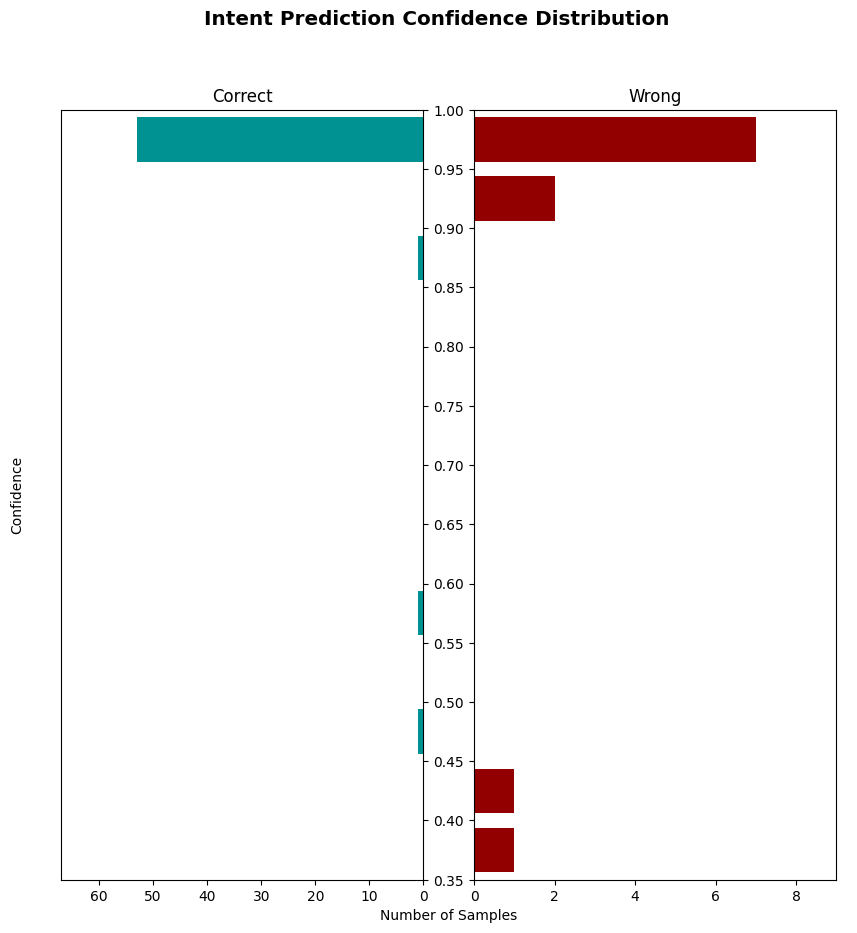 Intent Prediction Confidence Distribution
Correct
Wrong
1.00
0.95
0.90
0.85
0.80
0.75
0.70
0.65
0.60
0.55
0.50
0.45
0.40
0.35
Confidence
60 50 40 30 20 10 0
0 2 4 6 8
Number of Samples